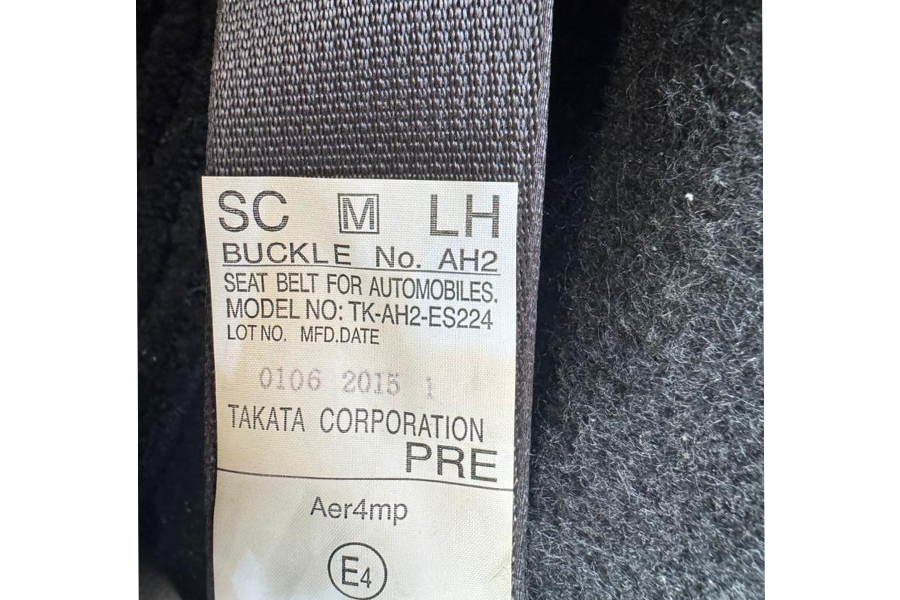 SC M LH
BUCKLE No. AH2
SEAT BELT FOR AUTOMOBILES.
MODEL NO: TK-AH2-ES224
LOT NO. MFD.DATE
0106 2015 1
TAKATA CORPORATION
PRE
Aer4mp
E4